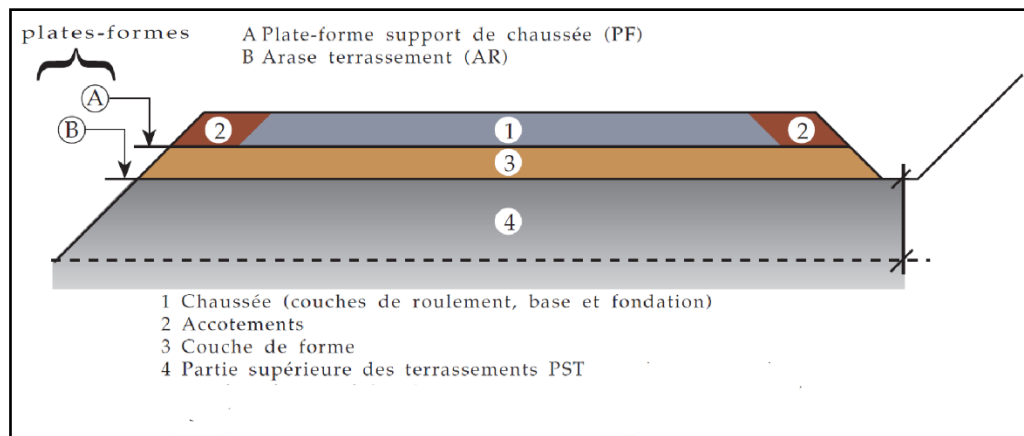 plates-formes
A Plate-forme support de chaussée (PF)
B Arase terrassement (AR)
A
B
2
1
2
3
4
1 Chaussée (couches de roulement, base et fondation)
2 Accotements
3 Couche de forme
4 Partie supérieure des terrassements PST